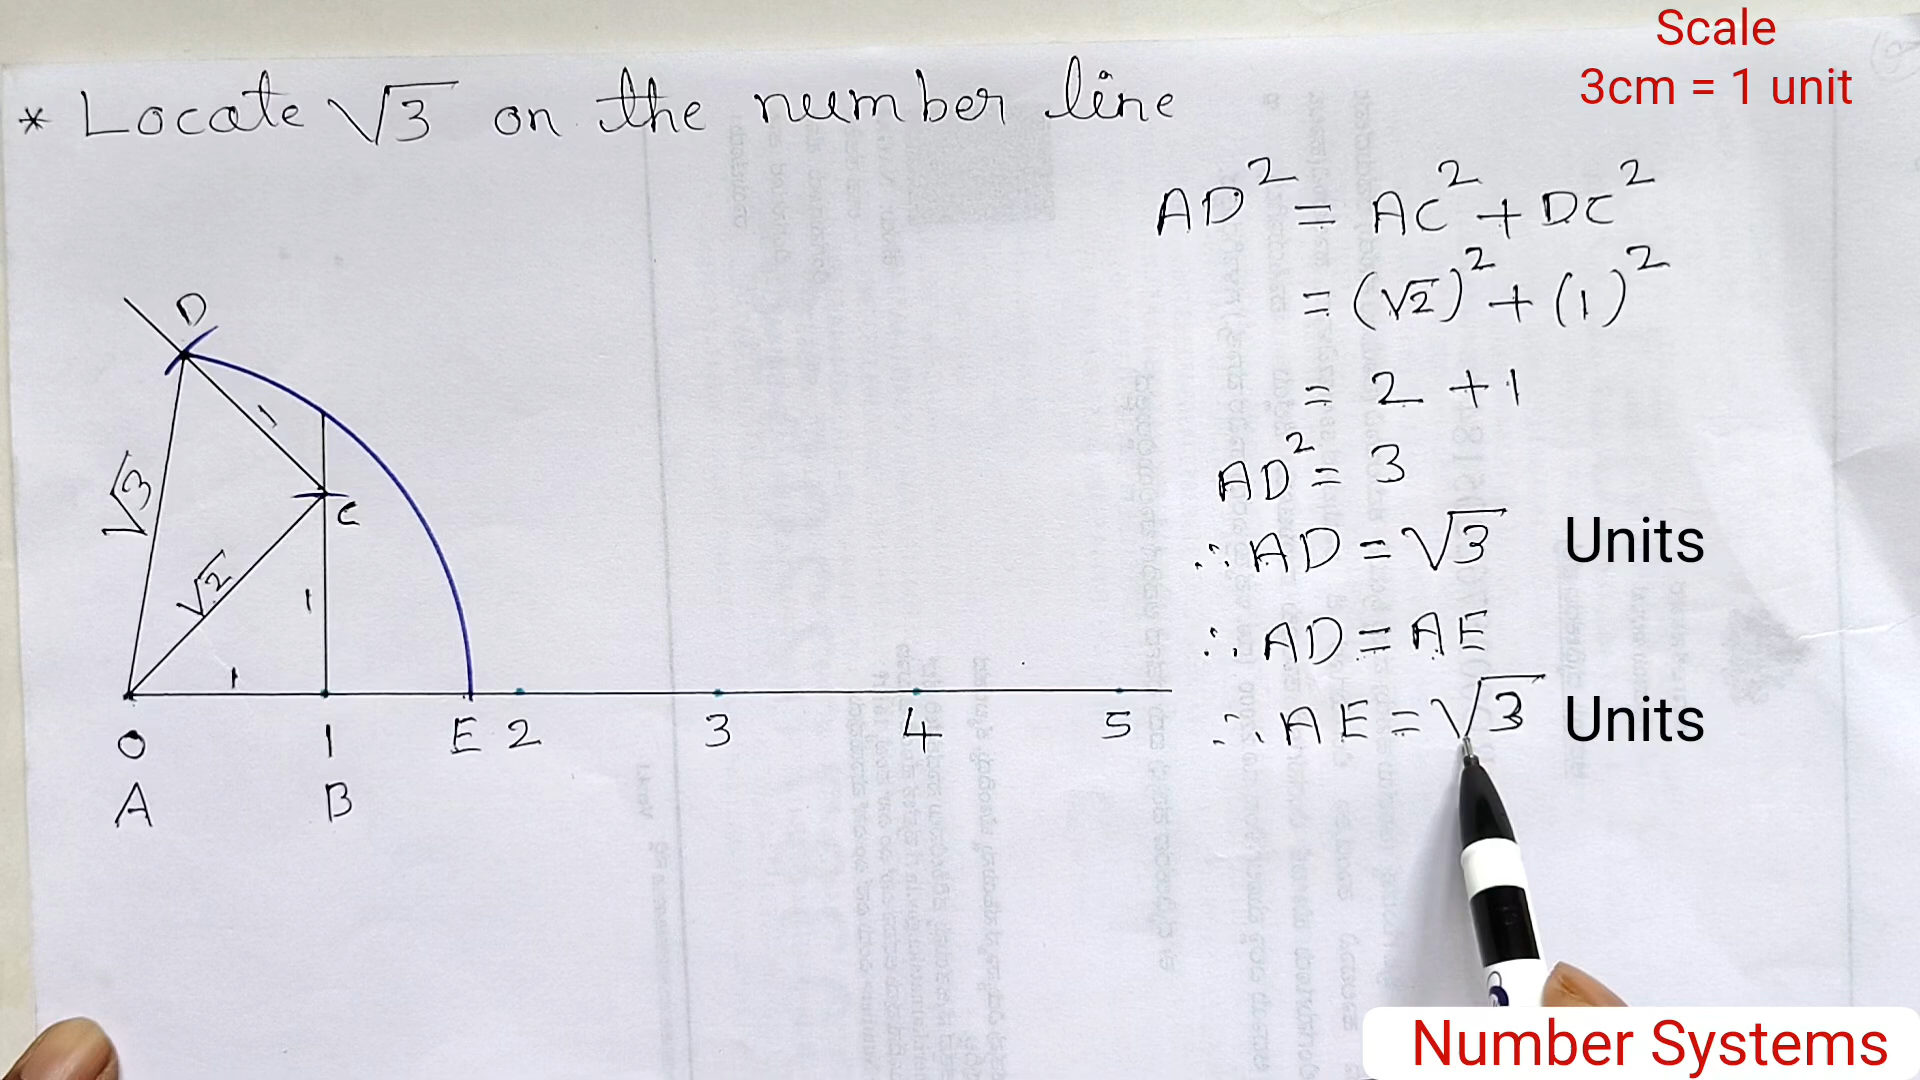 Scale
3cm = 1 unit
* Locate √3 on the number line
AD² = AC² + DC²
= (√2)² + (1)²
= 2 + 1
AD² = 3
∴ AD = √3 Units
∴ AD = AE
∴ AE = √3 Units
D
1
√3
C
√2
1
1
0 1 E 2 3 4 5
A B
Number Systems